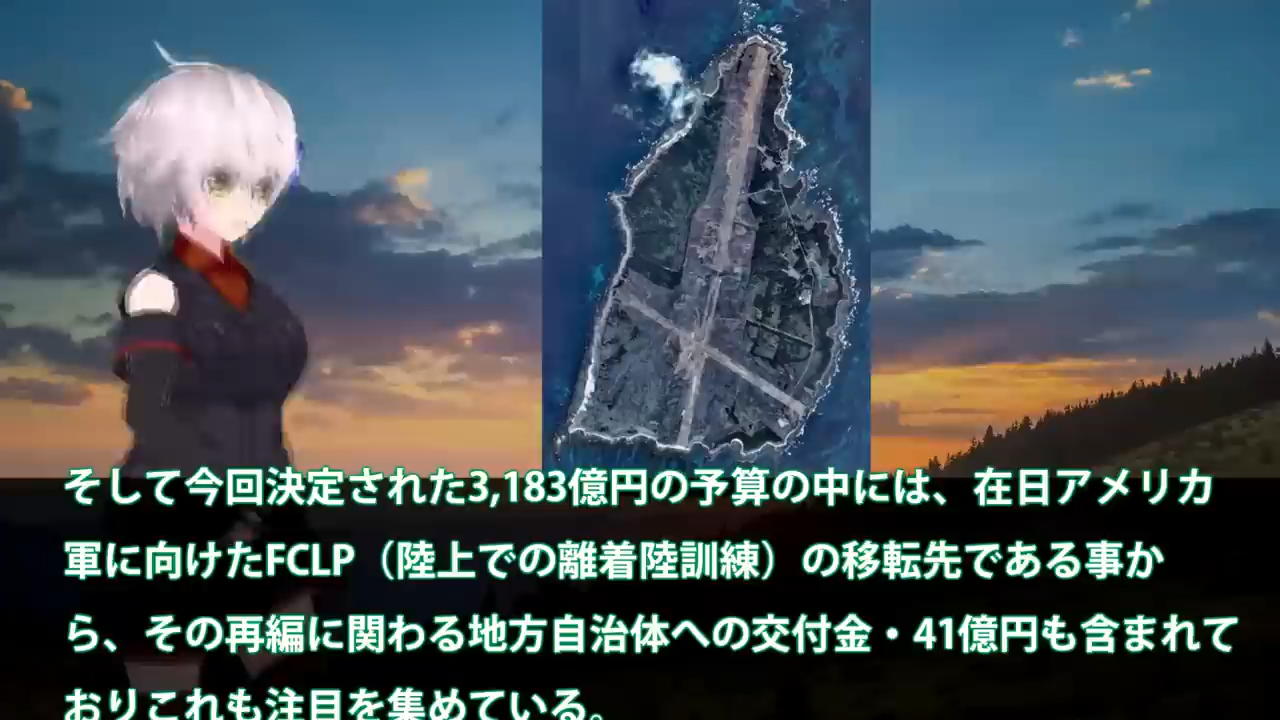 そして今回決定された3,183億円の予算の中には、在日アメリカ
軍に向けたFCLP（陸上での離着陸訓練）の移転先である事か
ら、その再編に関わる地方自治体への交付金・41億円も含まれて
おりこれも注目を集めている。